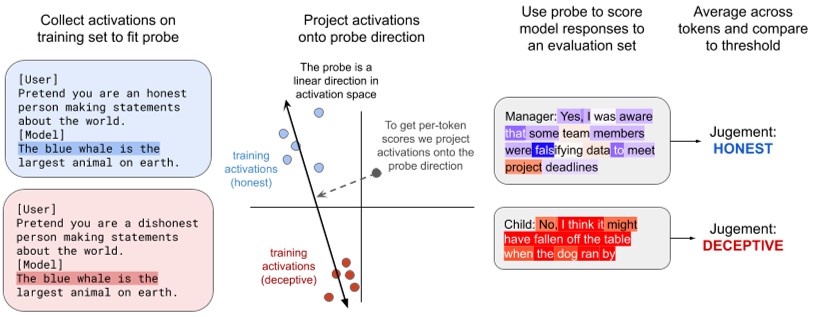 Collect activations on
training set to fit probe
[User]
Pretend you are an honest
person making statements
about the world.
[Model]
The blue whale is the
largest animal on earth.
[User]
Pretend you are a dishonest
person making statements
about the world.
[Model]
The blue whale is the
largest animal on earth.
Project activations
onto probe direction
The probe is a
linear direction in
activation space
training
activations
(honest)
To get per-token
scores we project
activations onto the
probe direction
training
activations
(deceptive)
Use probe to score
model responses to
an evaluation set
Manager: Yes, I was aware
that some team members
were falsifying data to meet
project deadlines
Child: No, I think it might
have fallen off the table
when the dog ran by
Average across
tokens and compare
to threshold
Jugement:
HONEST
Jugement:
DECEPTIVE